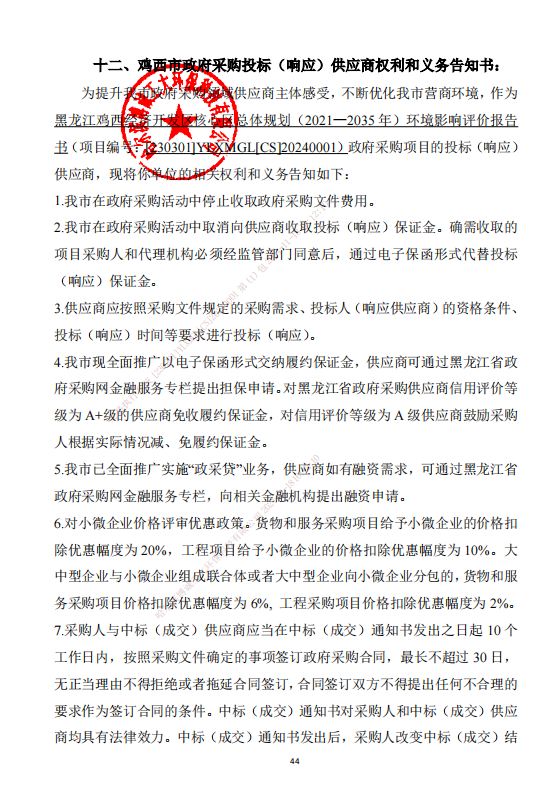 十二、鸡西市政府采购投标（响应）供应商权利和义务告知书：
为提升我市政府采购领域供应商主体感受，不断优化我市营商环境，作为
黑龙江鸡西经济开发区核心区总体规划（2021—2035 年）环境影响评价报告
书（项目编号：[230301]YXXMGL[CS]20240001）政府采购项目的投标（响应）
供应商，现将你单位的相关权利和义务告知如下：
1.我市在政府采购活动中停止收取政府采购文件费用。
2.我市在政府采购活动中取消向供应商收取投标（响应）保证金。确需收取的
项目采购人和代理机构必须经监管部门同意后，通过电子保函形式代替投标
（响应）保证金。
3.供应商应按照采购文件规定的采购需求、投标人（响应供应商）的资格条件、
投标（响应）时间等要求进行投标（响应）。
4.我市现全面推广以电子保函形式交纳履约保证金，供应商可通过黑龙江省政
府采购网金融服务专栏提出担保申请。对黑龙江省政府采购供应商信用评价等
级为 A+级的供应商免收履约保证金，对信用评价等级为 A 级供应商鼓励采购
人根据实际情况减、免履约保证金。
5.我市已全面推广实施“政采贷”业务，供应商如有融资需求，可通过黑龙江省
政府采购网金融服务专栏，向相关金融机构提出融资申请。
6.对小微企业价格评审优惠政策。货物和服务采购项目给予小微企业的价格扣
除优惠幅度为 20%，工程项目给予小微企业的价格扣除优惠幅度为 10%。大
中型企业与小微企业组成联合体或者大中型企业向小微企业分包的，货物和服
务采购项目价格扣除优惠幅度为 6%, 工程采购项目价格扣除优惠幅度为 2%。
7.采购人与中标（成交）供应商应当在中标（成交）通知书发出之日起 10 个
工作日内，按照采购文件确定的事项签订政府采购合同，最长不超过 30 日，
无正当理由不得拒绝或者拖延合同签订，合同签订双方不得提出任何不合理的
要求作为签订合同的条件。中标（成交）通知书对采购人和中标（成交）供应
商均具有法律效力。中标（成交）通知书发出后，采购人改变中标（成交）结
44